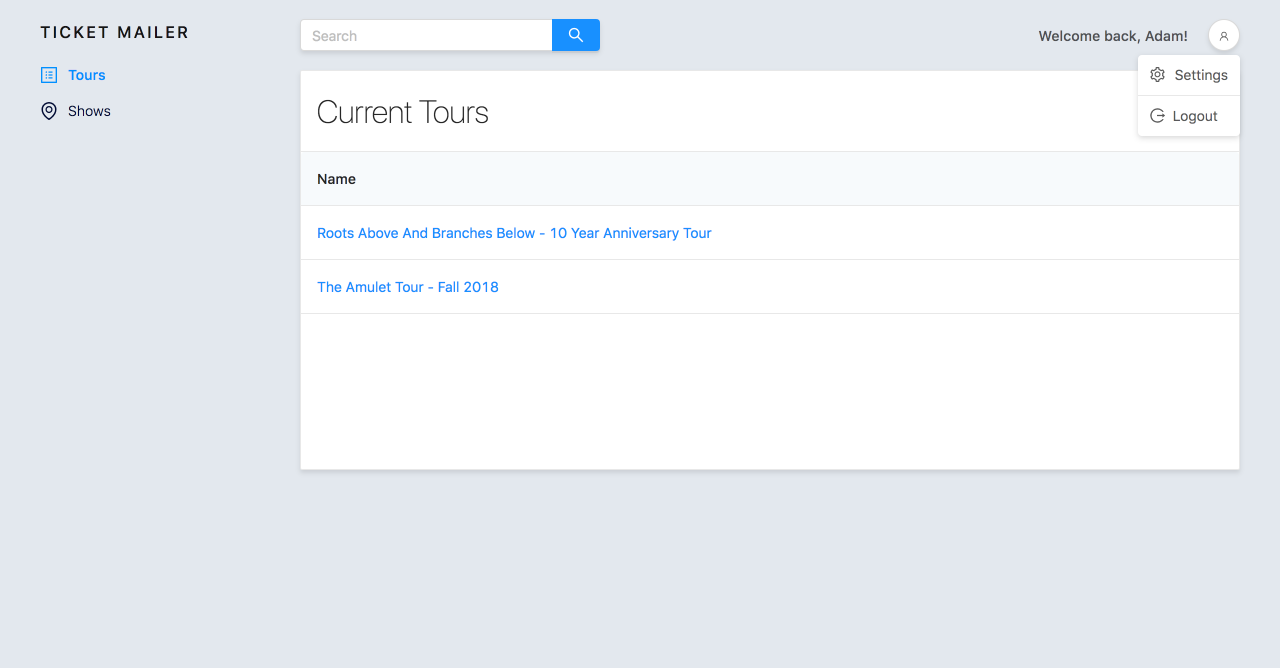 TICKET MAILER
Tours
Shows
Search
Welcome back, Adam!
Settings
Logout
Current Tours
Name
Roots Above And Branches Below - 10 Year Anniversary Tour
The Amulet Tour - Fall 2018